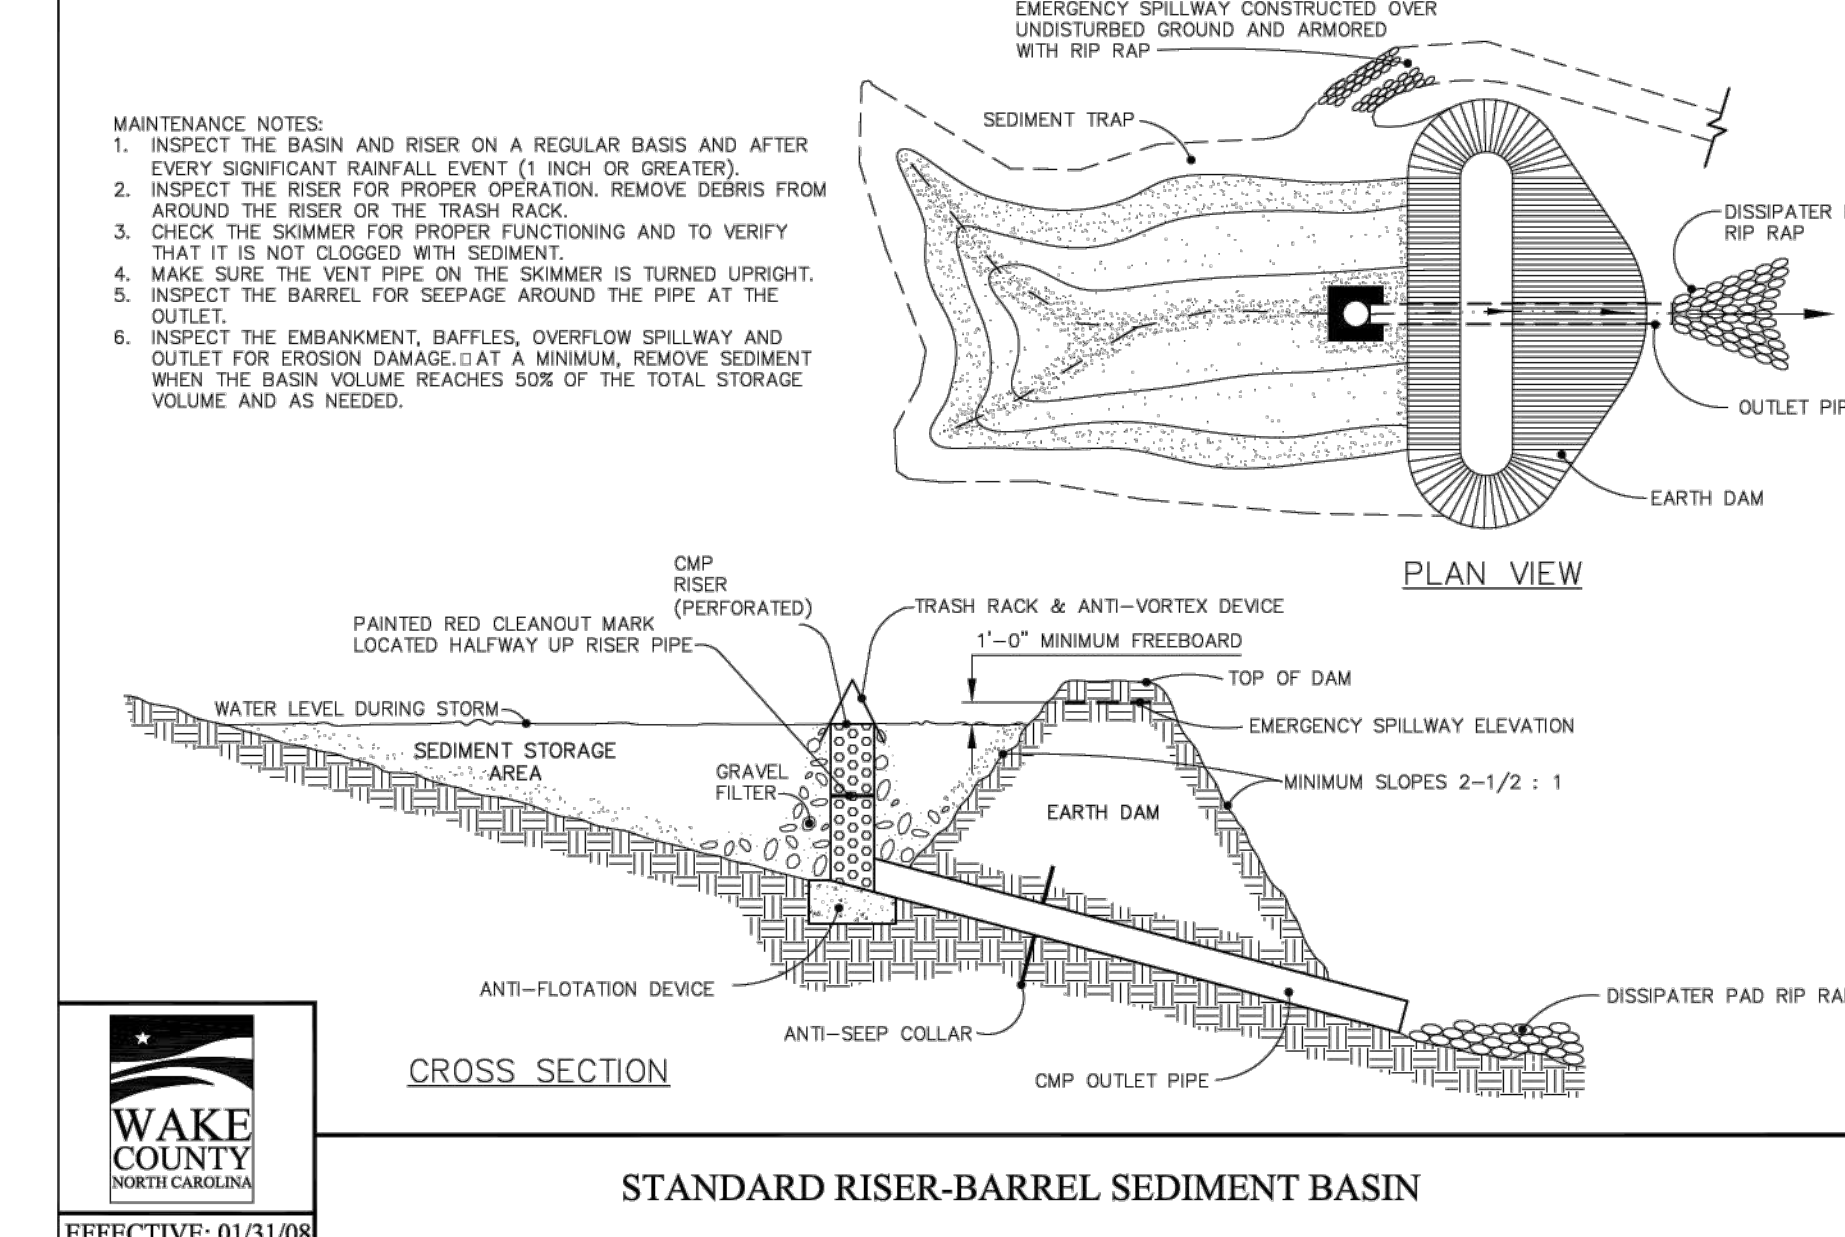 EMERGENCY SPILLWAY CONSTRUCTED OVER
UNDISTURBED GROUND AND ARMORED
WITH RIP RAP
SEDIMENT TRAP
MAINTENANCE NOTES:
1. INSPECT THE BASIN AND RISER ON A REGULAR BASIS AND AFTER
EVERY SIGNIFICANT RAINFALL EVENT (1 INCH OR GREATER).
2. INSPECT THE RISER FOR PROPER OPERATION. REMOVE DEBRIS FROM
AROUND THE RISER OR THE TRASH RACK.
3. CHECK THE SKIMMER FOR PROPER FUNCTIONING AND TO VERIFY
THAT IT IS NOT CLOGGED WITH SEDIMENT.
4. MAKE SURE THE VENT PIPE ON THE SKIMMER IS TURNED UPRIGHT.
5. INSPECT THE BARREL FOR SEEPAGE AROUND THE PIPE AT THE
OUTLET.
6. INSPECT THE EMBANKMENT, BAFFLES, OVERFLOW SPILLWAY AND
OUTLET FOR EROSION DAMAGE.□AT A MINIMUM, REMOVE SEDIMENT
WHEN THE BASIN VOLUME REACHES 50% OF THE TOTAL STORAGE
VOLUME AND AS NEEDED.
DISSIPATER
RIP RAP
OUTLET PIP
EARTH DAM
PLAN VIEW
CMP
RISER
(PERFORATED)
TRASH RACK & ANTI-VORTEX DEVICE
PAINTED RED CLEANOUT MARK
LOCATED HALFWAY UP RISER PIPE
1'-0" MINIMUM FREEBOARD
TOP OF DAM
WATER LEVEL DURING STORM
EMERGENCY SPILLWAY ELEVATION
SEDIMENT STORAGE
AREA
GRAVEL
FILTER
MINIMUM SLOPES 2-1/2 : 1
EARTH DAM
ANTI-FLOTATION DEVICE
DISSIPATER PAD RIP RA
ANTI-SEEP COLLAR
CROSS SECTION
CMP OUTLET PIPE
WAKE
COUNTY
NORTH CAROLINA
STANDARD RISER-BARREL SEDIMENT BASIN
EFFECTIVE: 01/31/08